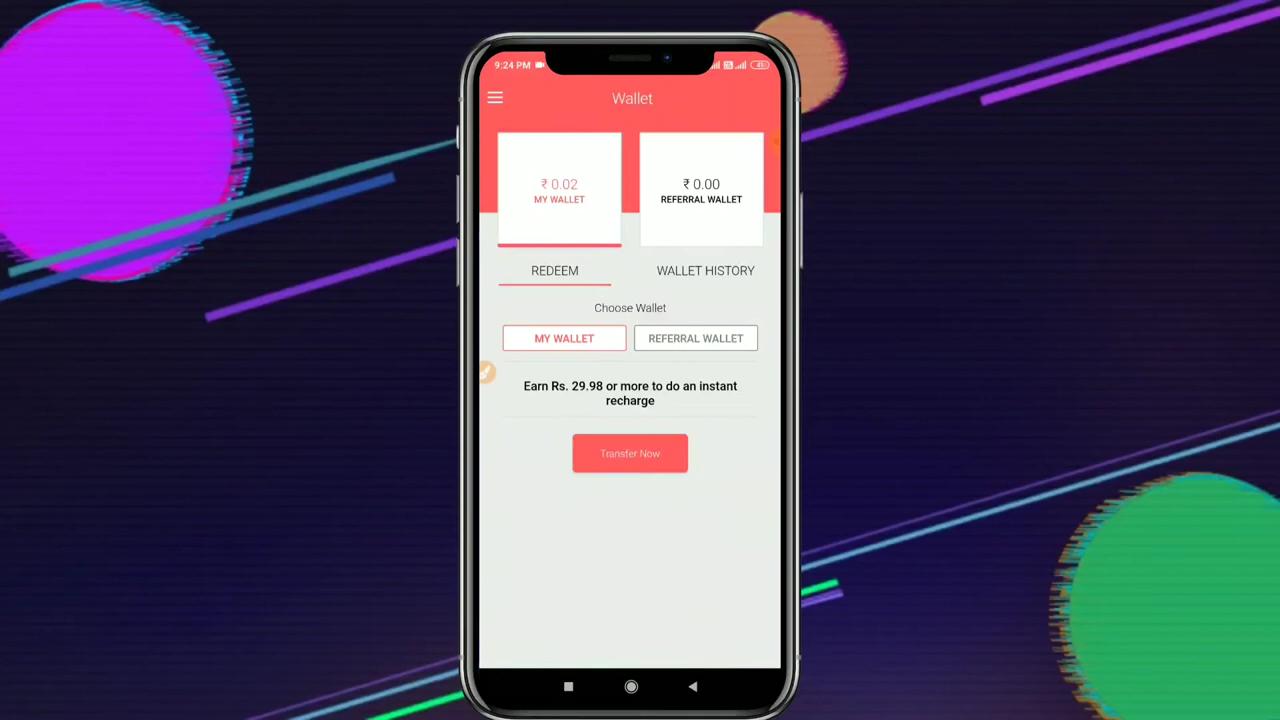 9:24 PM
Wallet
₹ 0.02
MY WALLET
₹ 0.00
REFERRAL WALLET
REDEEM
WALLET HISTORY
Choose Wallet
MY WALLET
REFERRAL WALLET
Earn Rs. 29.98 or more to do an instant
recharge
Transfer Now